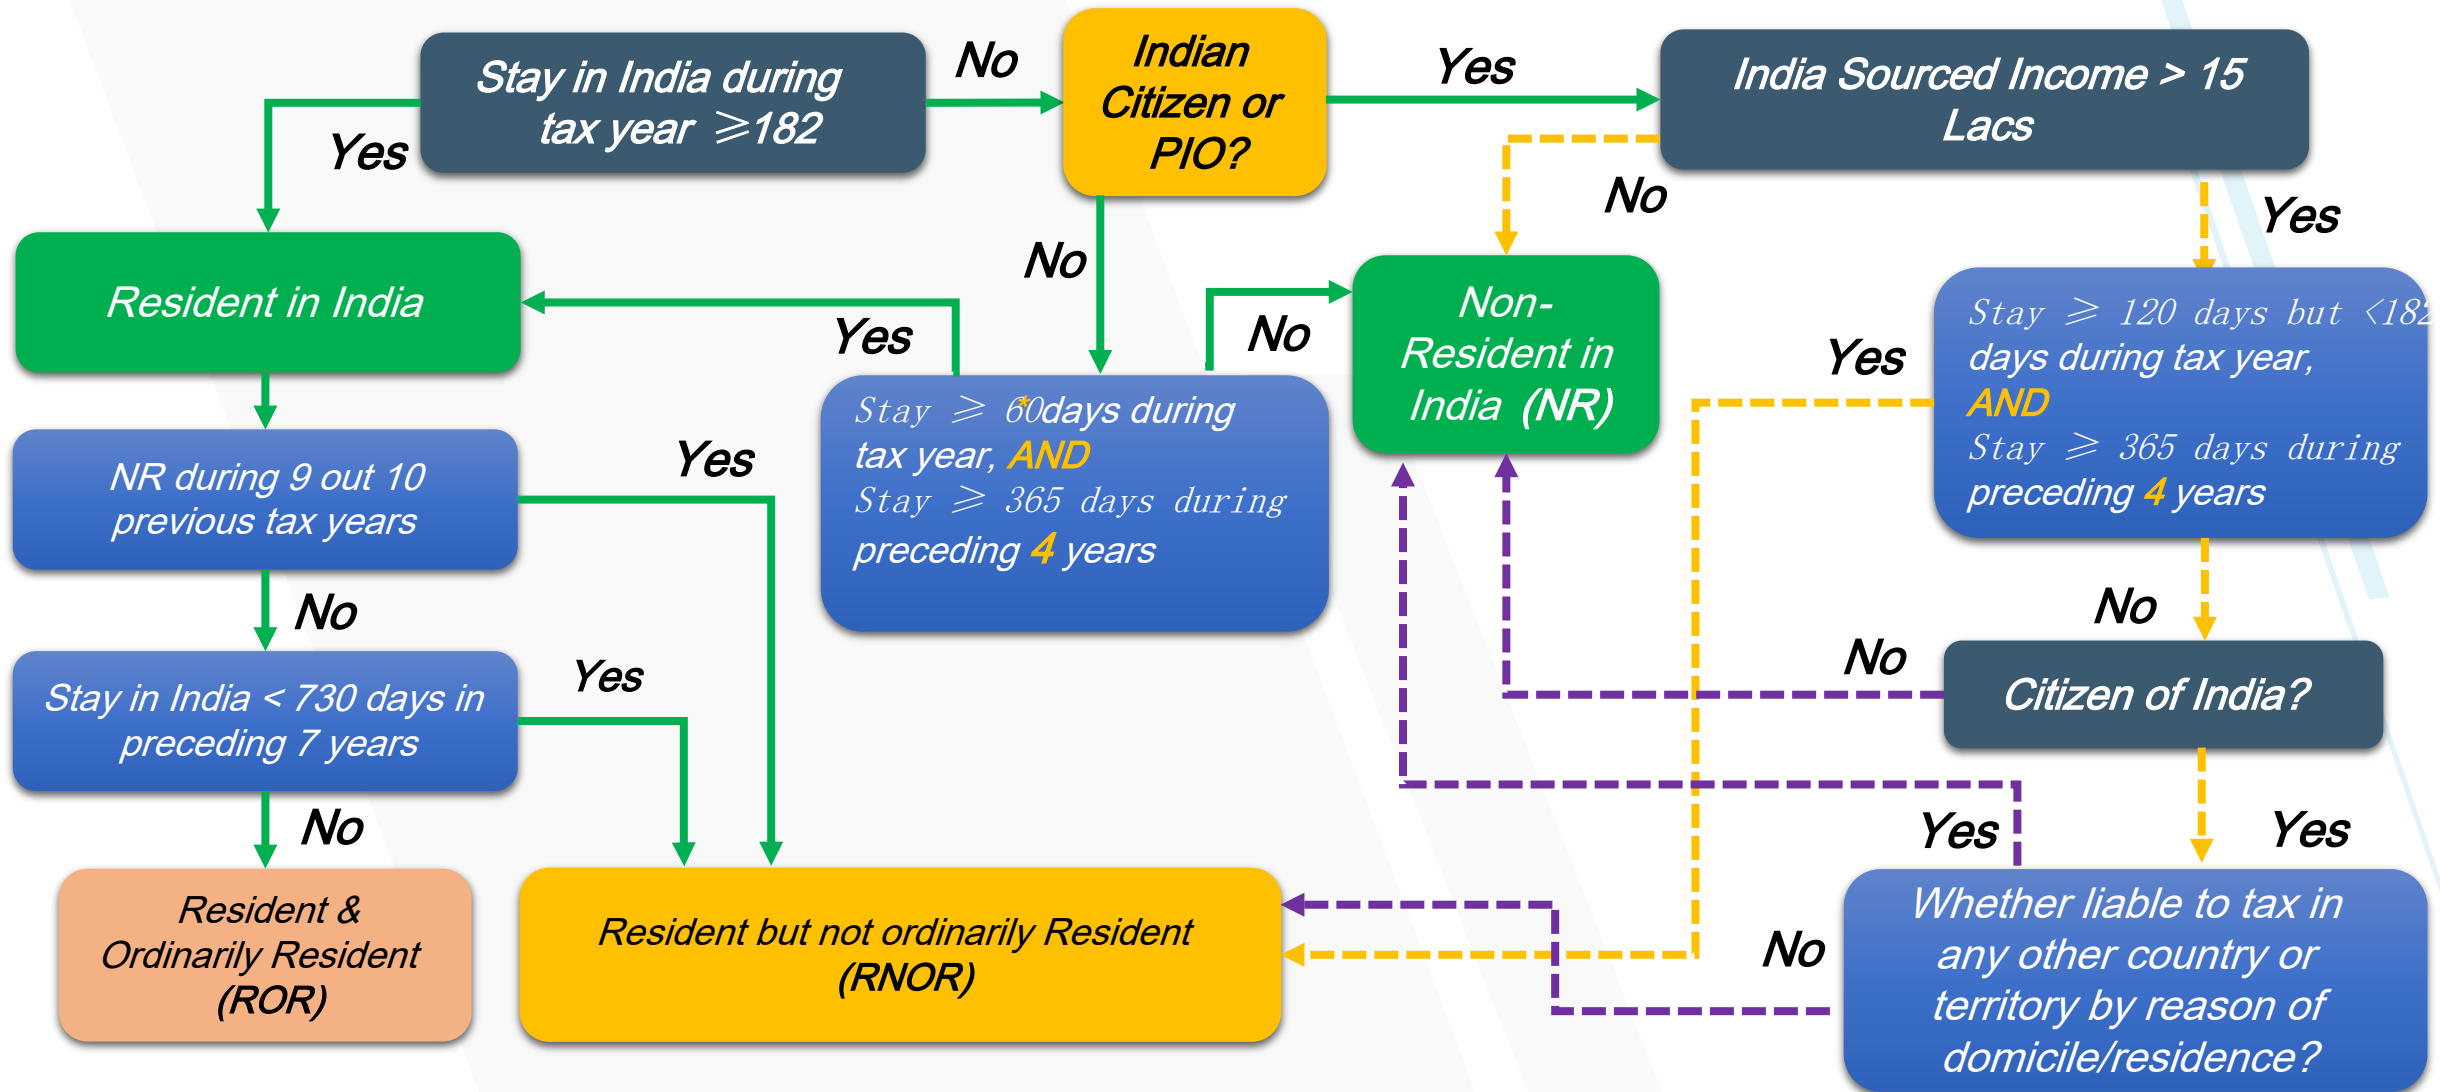 Stay in India during
tax year ≥182
No
Indian
Citizen or
PIO?
Yes
India Sourced Income > 15
Lacs
Yes
No
Yes
No
Resident in India
Yes
No
Non-
Resident in
India (NR)
Yes
Stay ≥ 120 days but <182
days during tax year,
AND
Stay ≥ 365 days during
preceding 4 years
Stay ≥ 60*days during
tax year, AND
Stay ≥ 365 days during
preceding 4 years
NR during 9 out 10
previous tax years
Yes
No
No
Stay in India < 730 days in
preceding 7 years
Yes
No
Citizen of India?
No
Yes
Yes
Resident &
Ordinarily Resident
(ROR)
Resident but not ordinarily Resident
(RNOR)
No
Whether liable to tax in
any other country or
territory by reason of
domicile/residence?